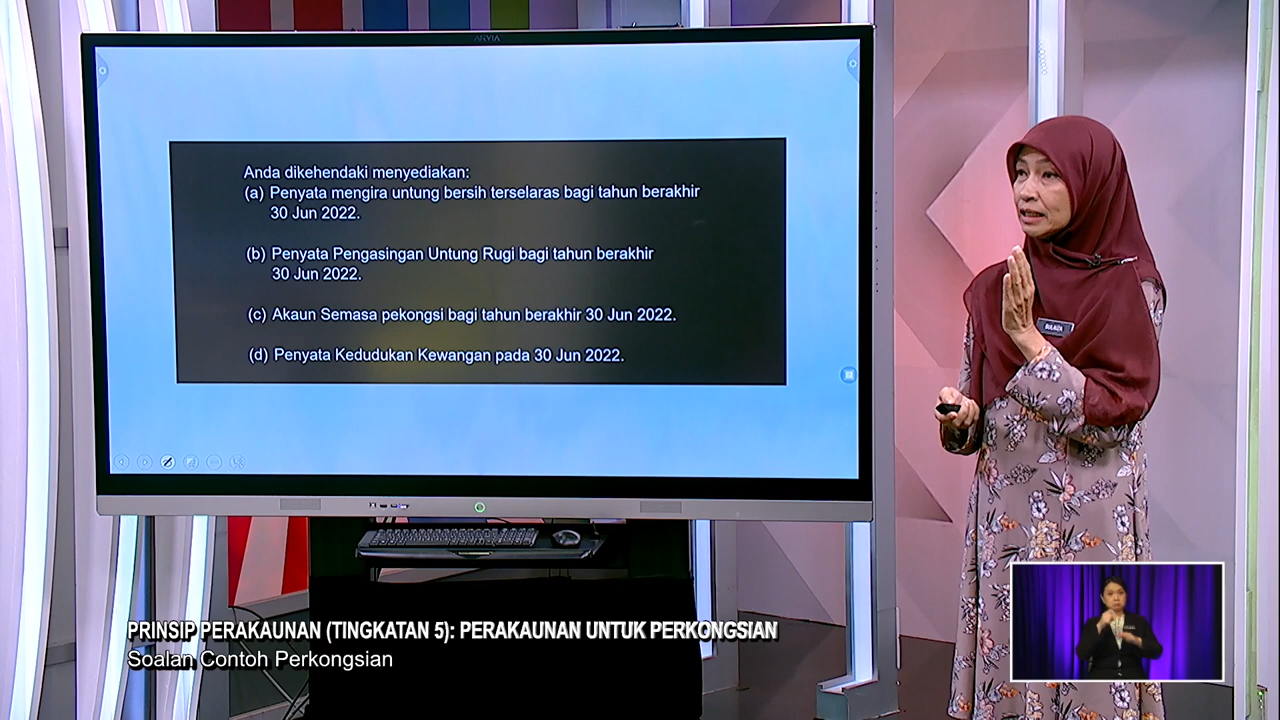 ARVIA
Anda dikehendaki menyediakan:
(a) Penyata mengira untung bersih terselaras bagi tahun berakhir
30 Jun 2022.
(b) Penyata Pengasingan Untung Rugi bagi tahun berakhir
30 Jun 2022.
(c) Akaun Semasa pekongsi bagi tahun berakhir 30 Jun 2022.
(d) Penyata Kedudukan Kewangan pada 30 Jun 2022.
PRINSIP PERAKAUNAN (TINGKATAN 5): PERAKAUNAN UNTUK PERKONGSIAN
Soalan Contoh Perkongsian